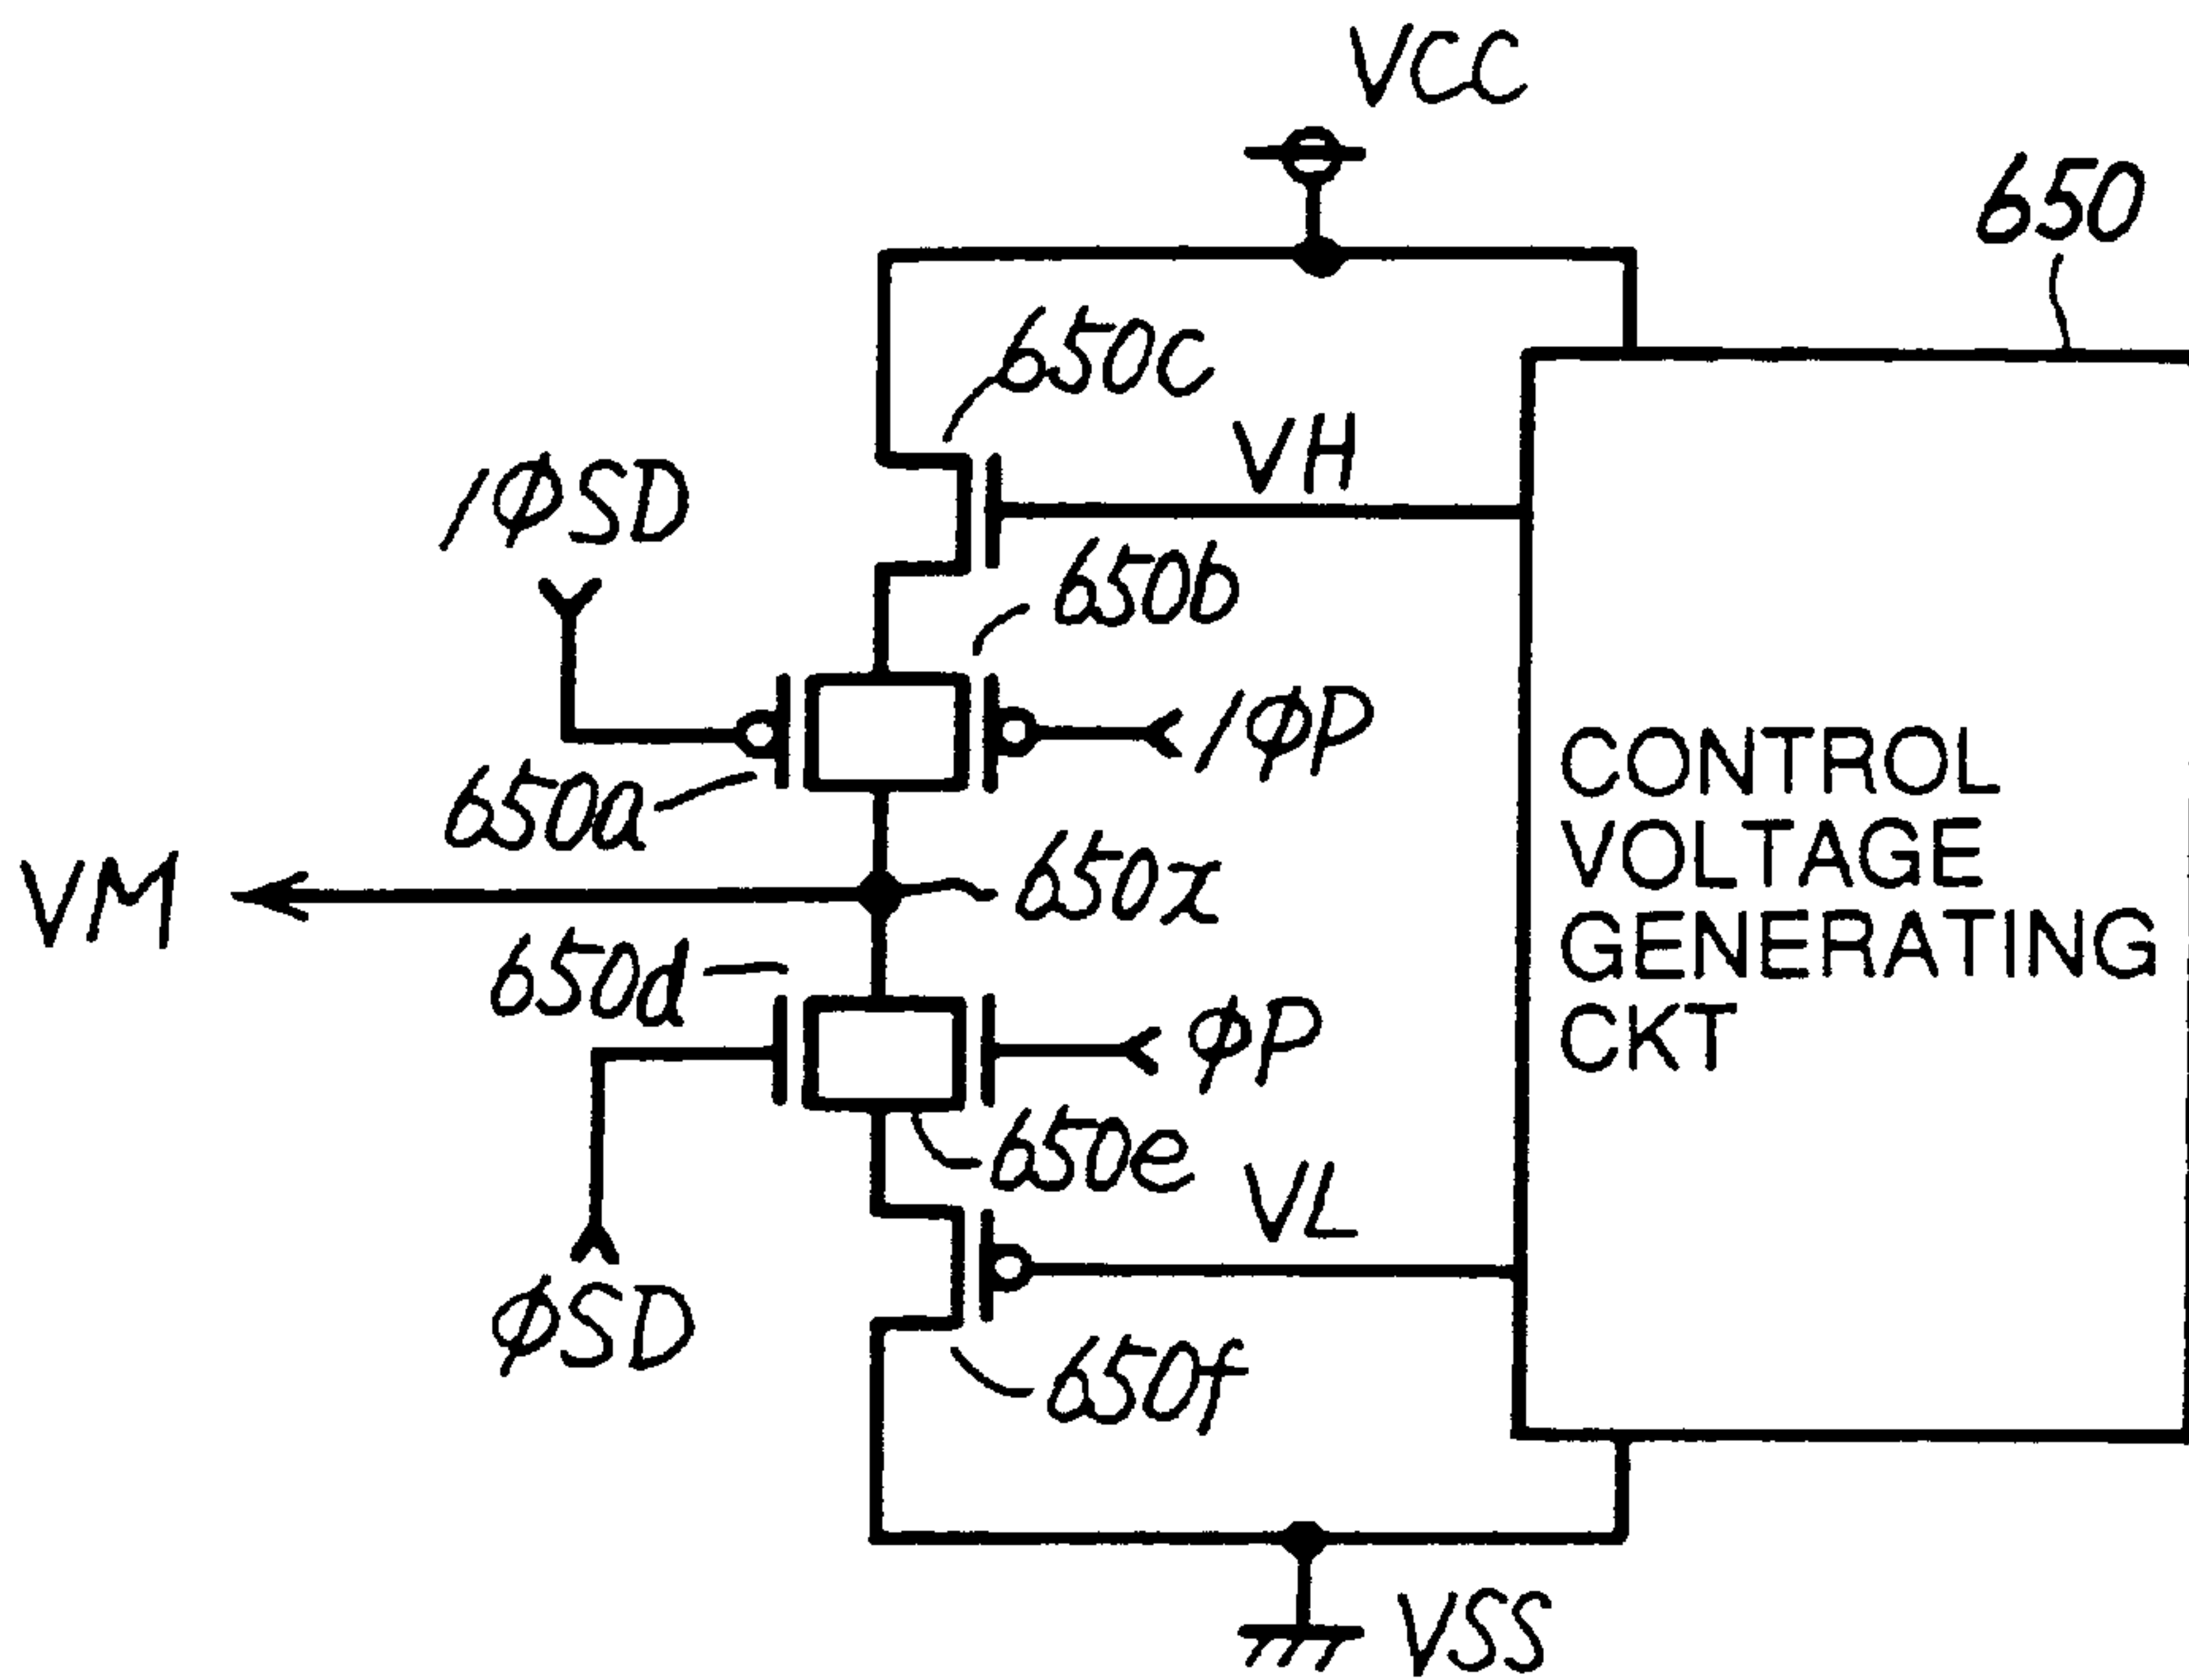 VCC
650
650c
VH
/ΦSD
650b
/ΦP
650a
CONTROL
VOLTAGE
GENERATING
CKT
VM
650x
650d
ΦP
650e
VL
ΦSD
650f
VSS